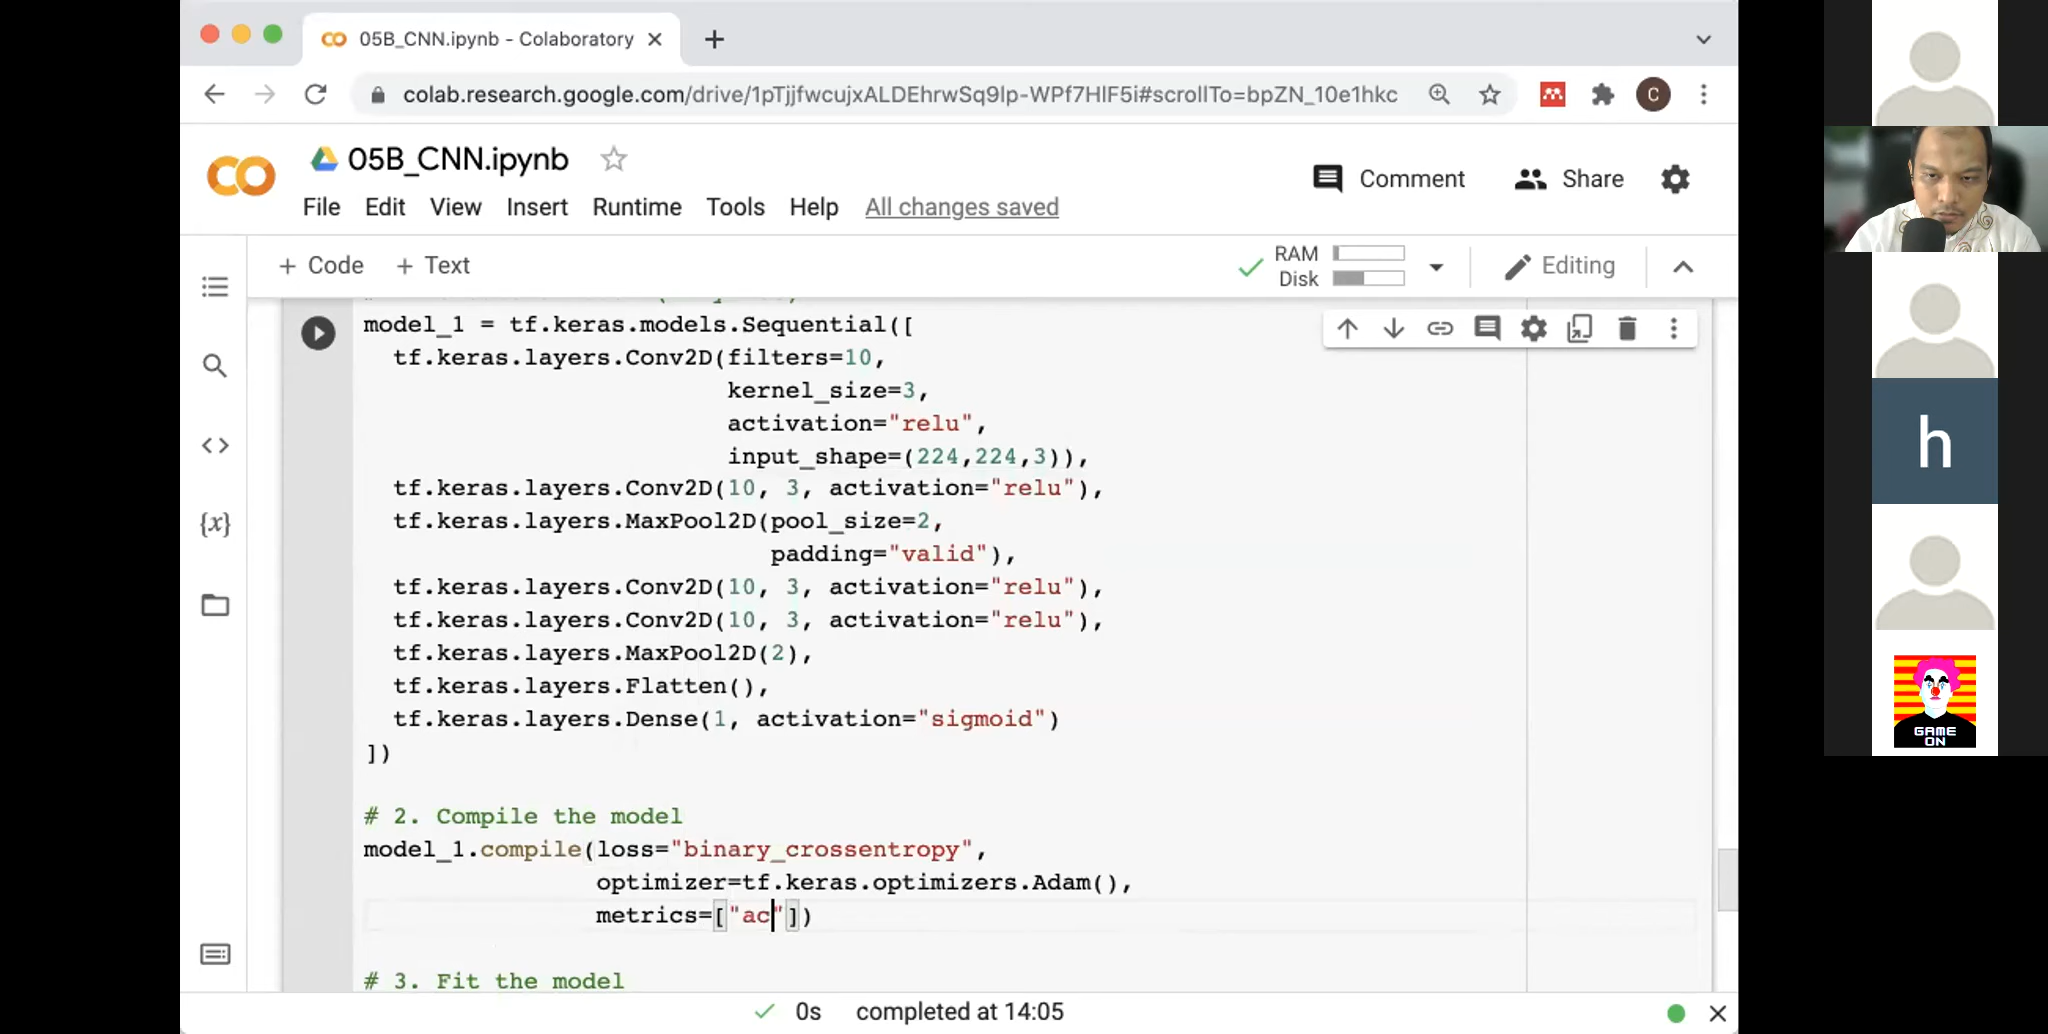 05B_CNN.ipynb - Colaboratory
colab.research.google.com/drive/1pTjjfwcujxALDEhrwSq9lp-WPf7HlF5i#scrollTo=bpZN_10e1hkc
C
05B_CNN.ipynb
Comment
Share
File Edit View Insert Runtime Tools Help All changes saved
+ Code + Text
RAM
Disk
Editing
model_1 = tf.keras.models.Sequential([
tf.keras.layers.Conv2D(filters=10,
kernel_size=3,
activation="relu",
input_shape=(224,224,3)),
tf.keras.layers.Conv2D(10, 3, activation="relu"),
tf.keras.layers.MaxPool2D(pool_size=2,
padding="valid"),
tf.keras.layers.Conv2D(10, 3, activation="relu"),
tf.keras.layers.Conv2D(10, 3, activation="relu"),
tf.keras.layers.MaxPool2D(2),
tf.keras.layers.Flatten(),
tf.keras.layers.Dense(1, activation="sigmoid")
])
# 2. Compile the model
model_1.compile(loss="binary_crossentropy",
optimizer=tf.keras.optimizers.Adam(),
metrics=["ac"])
# 3. Fit the model
0s completed at 14:05
h
GAME
ON